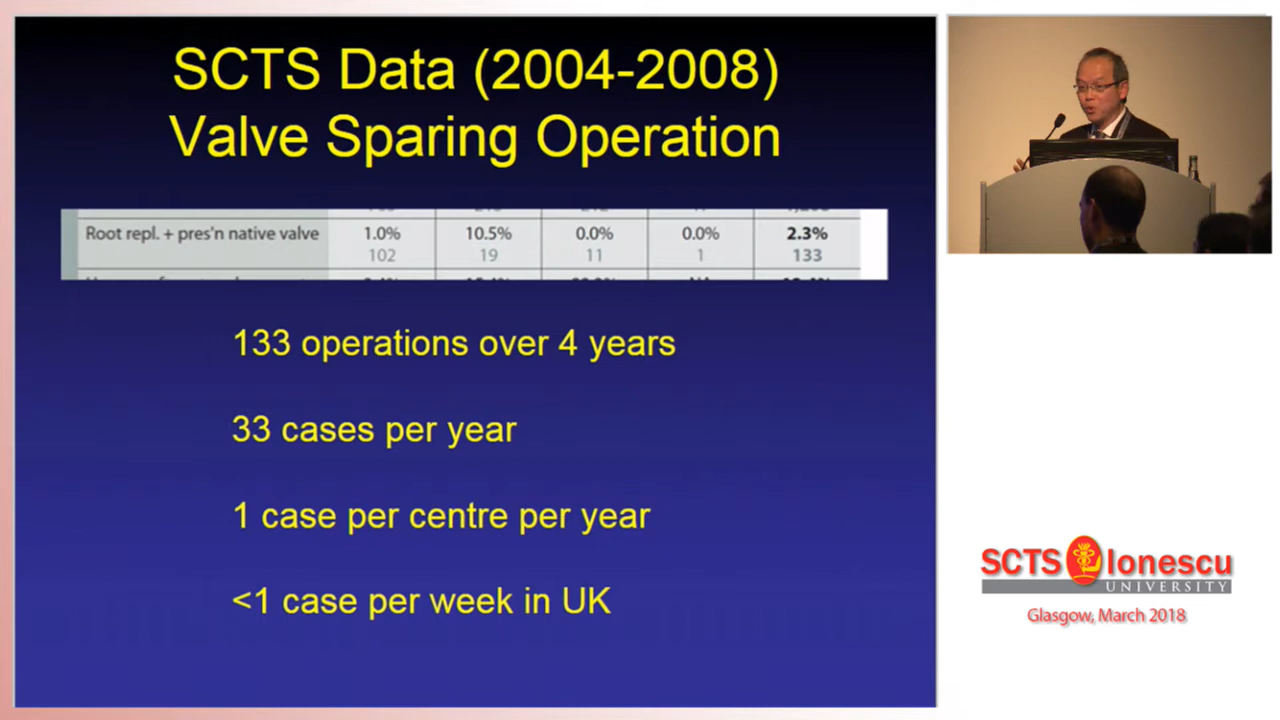 SCTS Data (2004-2008)
Valve Sparing Operation
Root repl. + pres'n native valve 1.0% 10.5% 0.0% 0.0% 2.3%
102 19 11 1 133
133 operations over 4 years
33 cases per year
1 case per centre per year
<1 case per week in UK
SCTS Ionescu
UNIVERSITY
Glasgow, March 2018